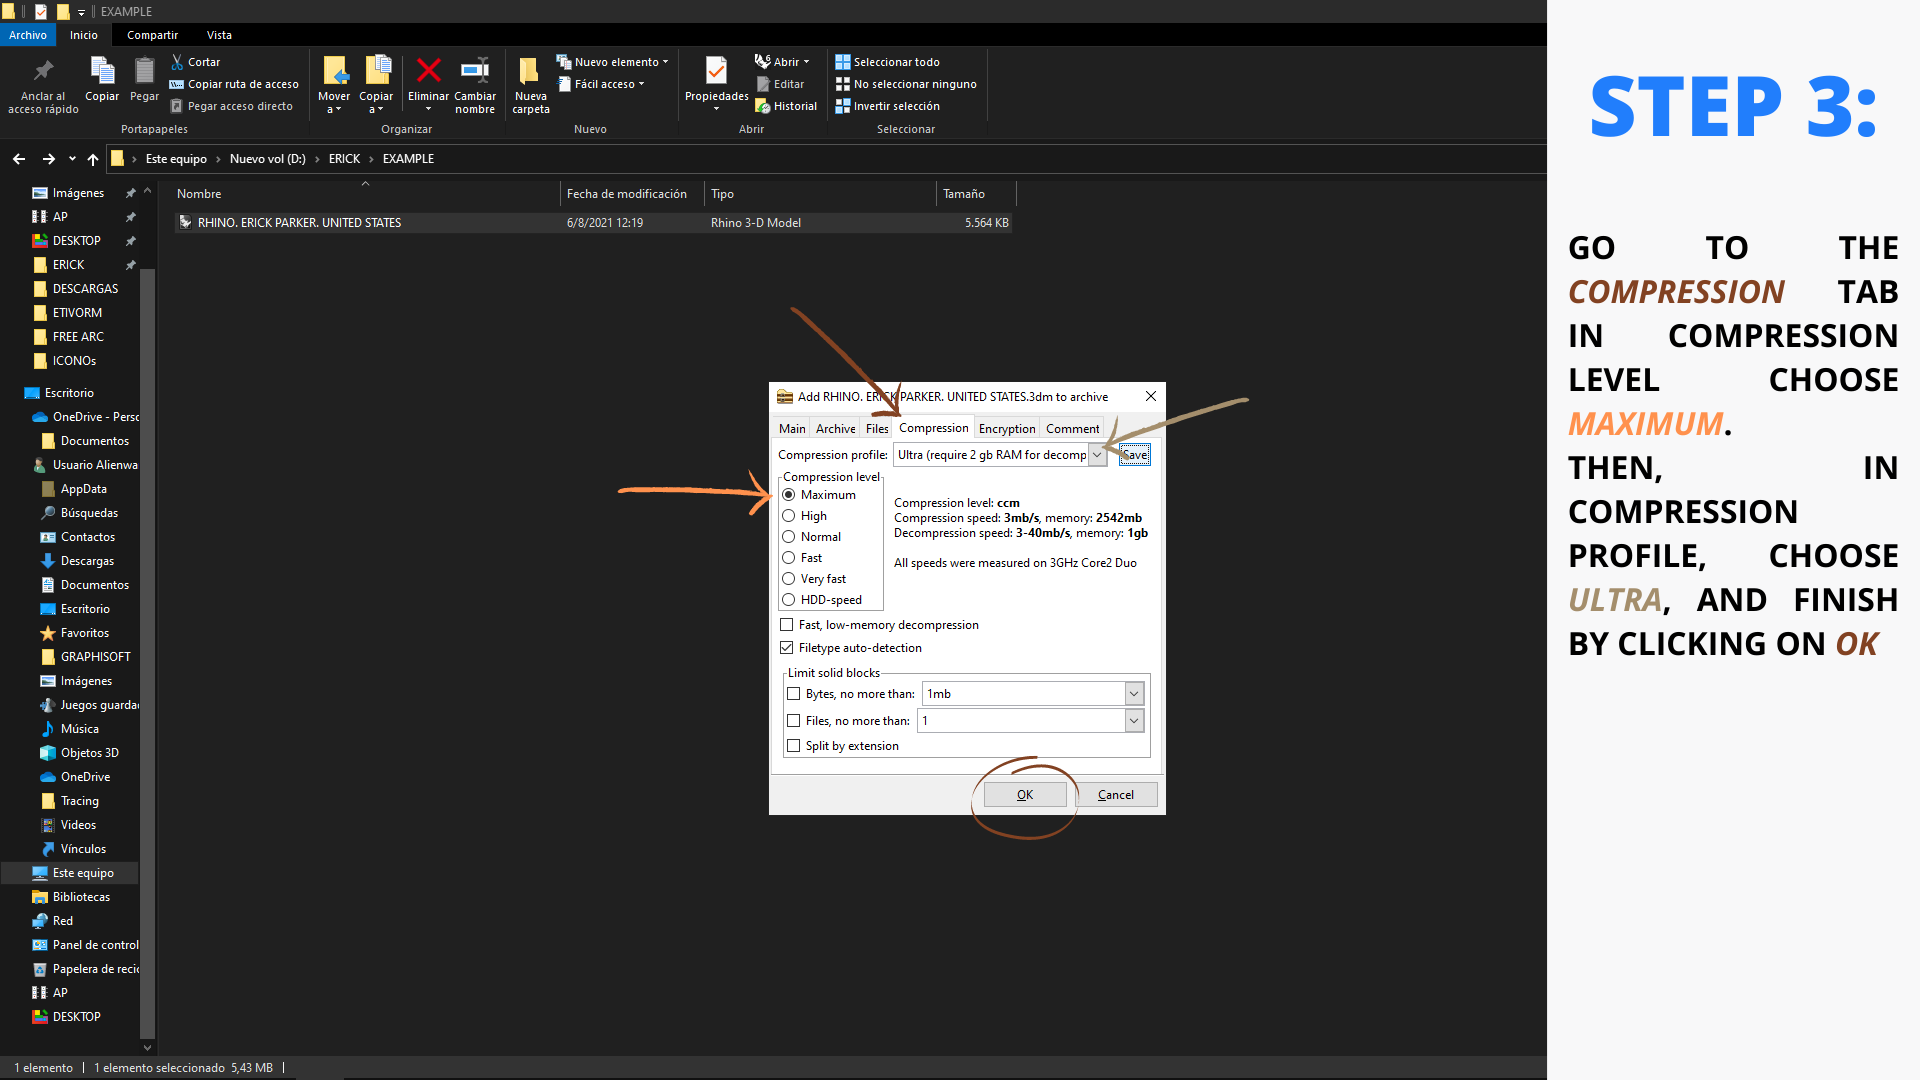 EXAMPLE
Archivo
Inicio
Compartir
Vista
Anclar al
acceso rápido
Copiar
Pegar
Cortar
Copiar ruta de acceso
Pegar acceso directo
Portapapeles
Mover
a
Copiar
a
Eliminar
Cambiar
nombre
Organizar
Nueva
carpeta
Nuevo elemento
Fácil acceso
Nuevo
Propiedades
Abrir
Editar
Historial
Abrir
Seleccionar todo
No seleccionar ninguno
Invertir selección
Seleccionar
Este equipo › Nuevo vol (D:) › ERICK › EXAMPLE
Imágenes
AP
DESKTOP
ERICK
DESCARGAS
ETIVORM
FREE ARC
ICONOs
Escritorio
OneDrive - Perso
Documentos
Usuario Alienwa
AppData
Búsquedas
Contactos
Descargas
Documentos
Escritorio
Favoritos
GRAPHISOFT
Imágenes
Juegos guardad
Música
Objetos 3D
OneDrive
Tracing
Videos
Vínculos
Este equipo
Bibliotecas
Red
Panel de control
Papelera de recic
AP
DESKTOP
Nombre Fecha de modificación Tipo Tamaño
RHINO. ERICK PARKER. UNITED STATES 6/8/2021 12:19 Rhino 3-D Model 5.564 KB
Add RHINO. ERICK PARKER. UNITED STATES.3dm to archive
Main Archive Files Compression Encryption Comment
Compression profile: Ultra (require 2 gb RAM for decomp Save
Compression level
Maximum
High
Normal
Fast
Very fast
HDD-speed
Compression level: ccm
Compression speed: 3mb/s, memory: 2542mb
Decompression speed: 3-40mb/s, memory: 1gb
All speeds were measured on 3GHz Core2 Duo
Fast, low-memory decompression
Filetype auto-detection
Limit solid blocks
Bytes, no more than: 1mb
Files, no more than: 1
Split by extension
OK Cancel
1 elemento 1 elemento seleccionado 5,43 MB
STEP 3:
GO TO THE
COMPRESSION TAB
IN COMPRESSION
LEVEL CHOOSE
MAXIMUM.
THEN, IN
COMPRESSION
PROFILE, CHOOSE
ULTRA, AND FINISH
BY CLICKING ON OK